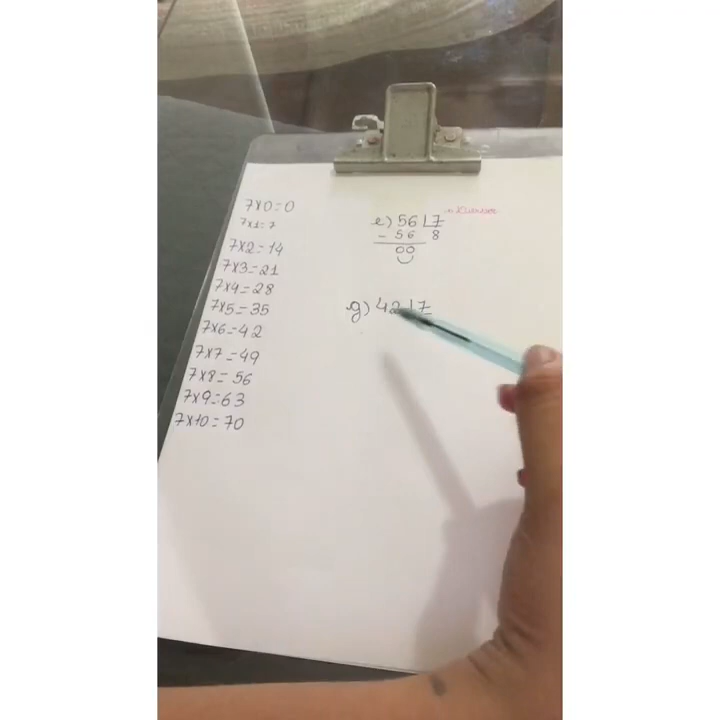 7x0=0
7x1=7
7x2=14
7x3=21
7x4=28
7x5=35
7x6=42
7x7=49
7x8=56
7x9=63
7x10=70
e) 56 7
- 56 8
00
g) 42 7